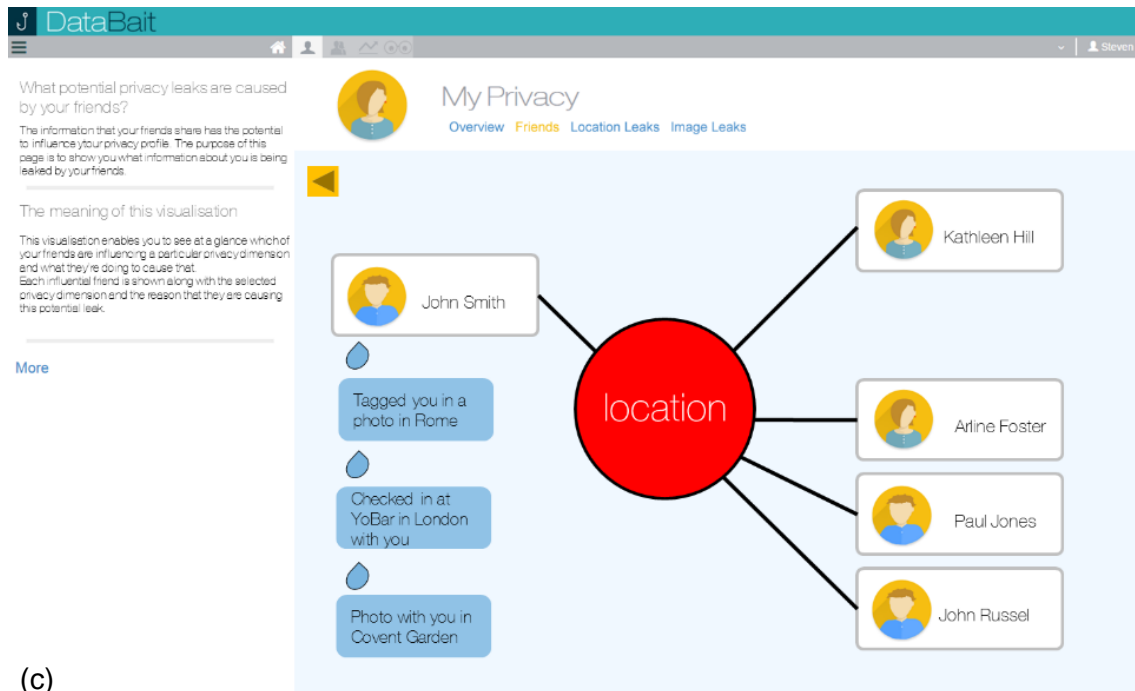 DataBait
Steven
What potential privacy leaks are caused
by your friends?
The information that your friends share has the potential
to influence ytour privacy profile. The purpose of this
page is to show you what information about you is being
leaked by your friends.
The meaning of this visualisation
This visualisation enables you to see at a glance which of
your friends are influencing a particular privacy dimension
and what they're doing to cause that.
Each influential friend is shown along with the selected
privacy dimension and the reason that they are causing
this potential leak.
More
My Privacy
Overview Friends Location Leaks Image Leaks
John Smith
Tagged you in a
photo in Rome
Checked in at
YoBar in London
with you
Photo with you in
Covent Garden
location
Kathleen Hill
Arline Foster
Paul Jones
John Russel
(c)